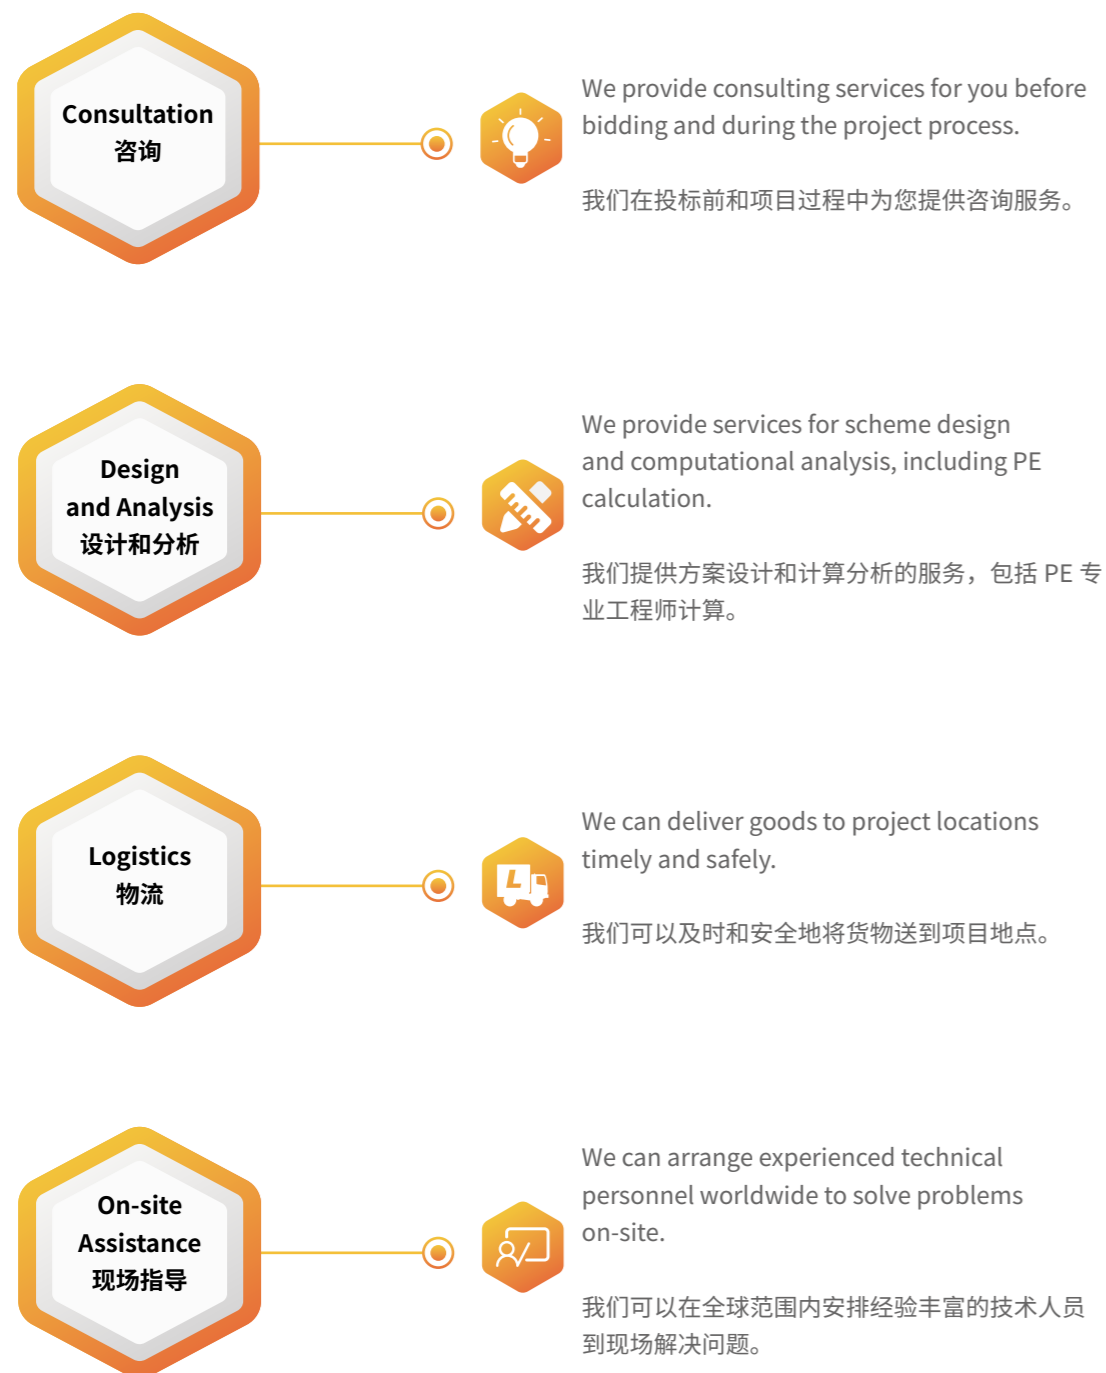 Consultation
咨询
We provide consulting services for you before
bidding and during the project process.
我们在投标前和项目过程中为您提供咨询服务。
Design
and Analysis
设计和分析
We provide services for scheme design
and computational analysis, including PE
calculation.
我们提供方案设计和计算分析的服务，包括 PE 专
业工程师计算。
Logistics
物流
L
We can deliver goods to project locations
timely and safely.
我们可以及时和安全地将货物送到项目地点。
On-site
Assistance
现场指导
We can arrange experienced technical
personnel worldwide to solve problems
on-site.
我们可以在全球范围内安排经验丰富的技术人员
到现场解决问题。